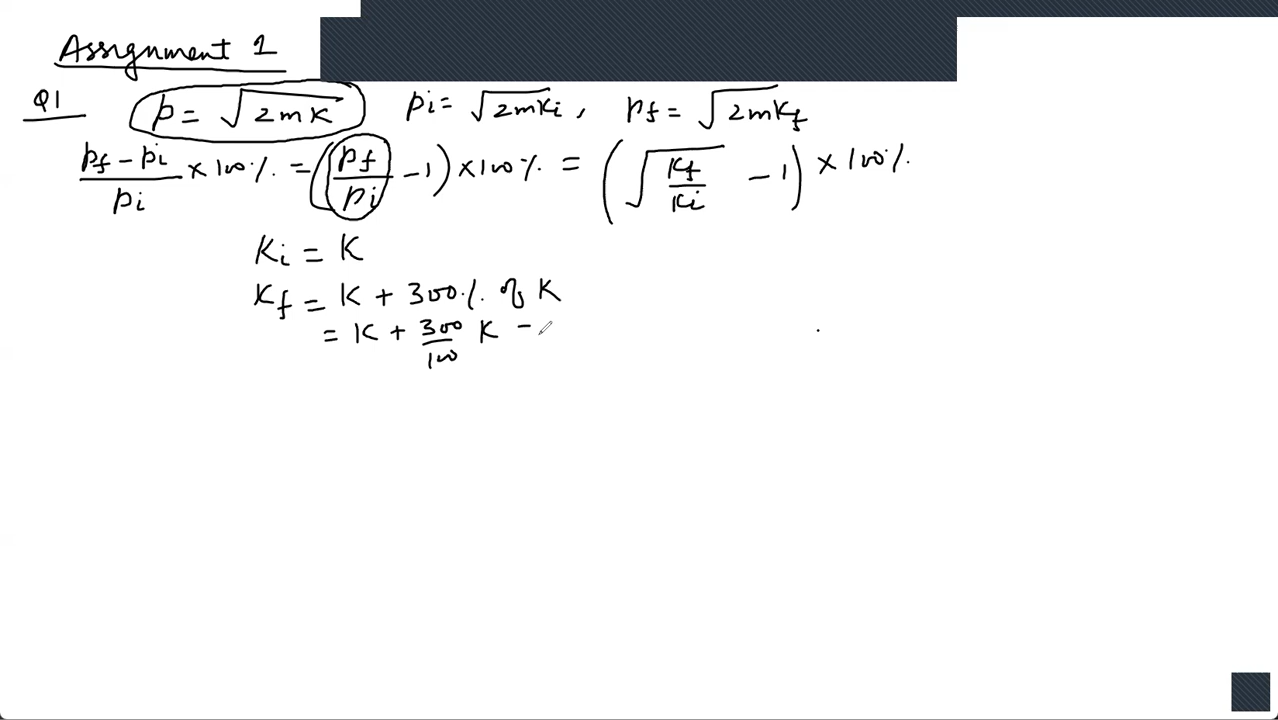 Assignment 1
Q1 p = √2mK pi = √2mKi , pf = √2mKf
(pf - pi)/pi × 100% = (pf/pi - 1) × 100% = (√(Kf/Ki) - 1) × 100%
Ki = K
Kf = K + 300% of K
= K + 300/100 K -